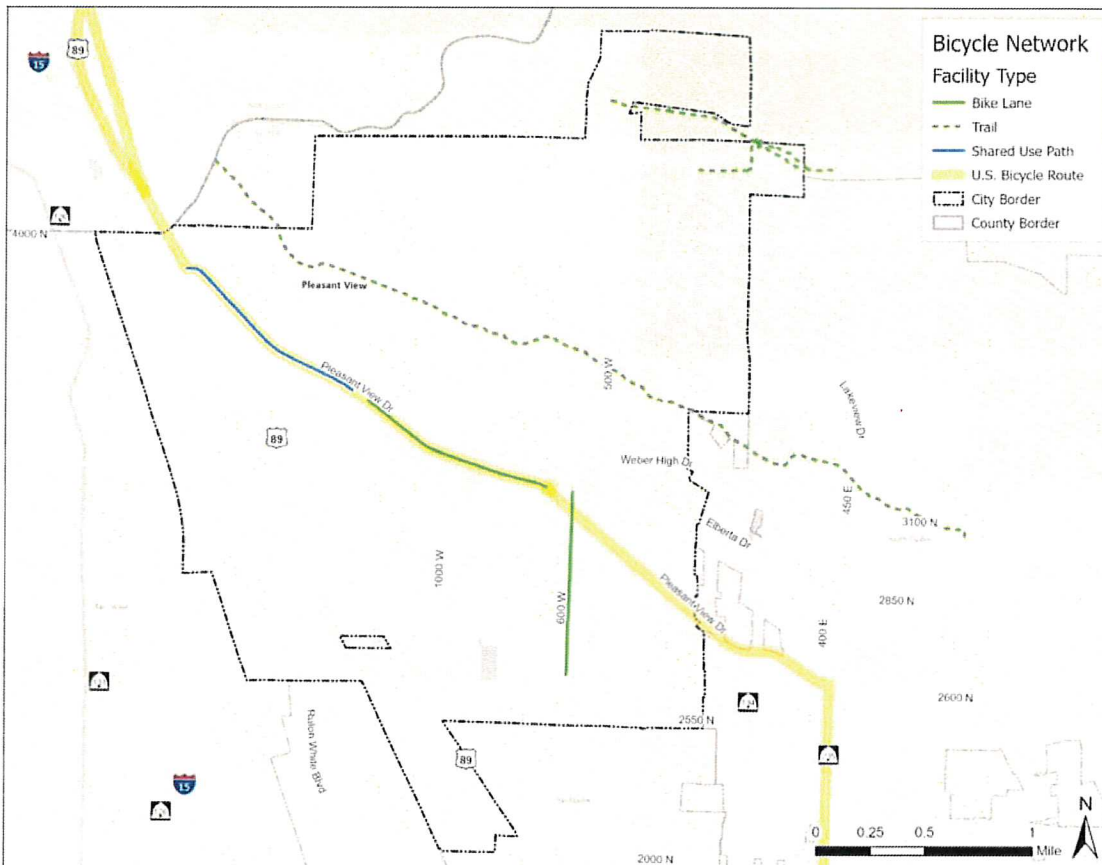 Bicycle Network
Facility Type
Bike Lane
Trail
Shared Use Path
U.S. Bicycle Route
City Border
County Border
89
15
4000 N
Pleasant View
Pleasant View Dr
89
500 W
Lakeview Dr
Weber High Dr
450 E
3100 N
Elberta Dr
1000 W
600 W
Pleasant View Dr
2850 N
400 E
2600 N
2550 N
Rulon White Blvd
89
15
2000 N
N
0 0.25 0.5 1
Mile